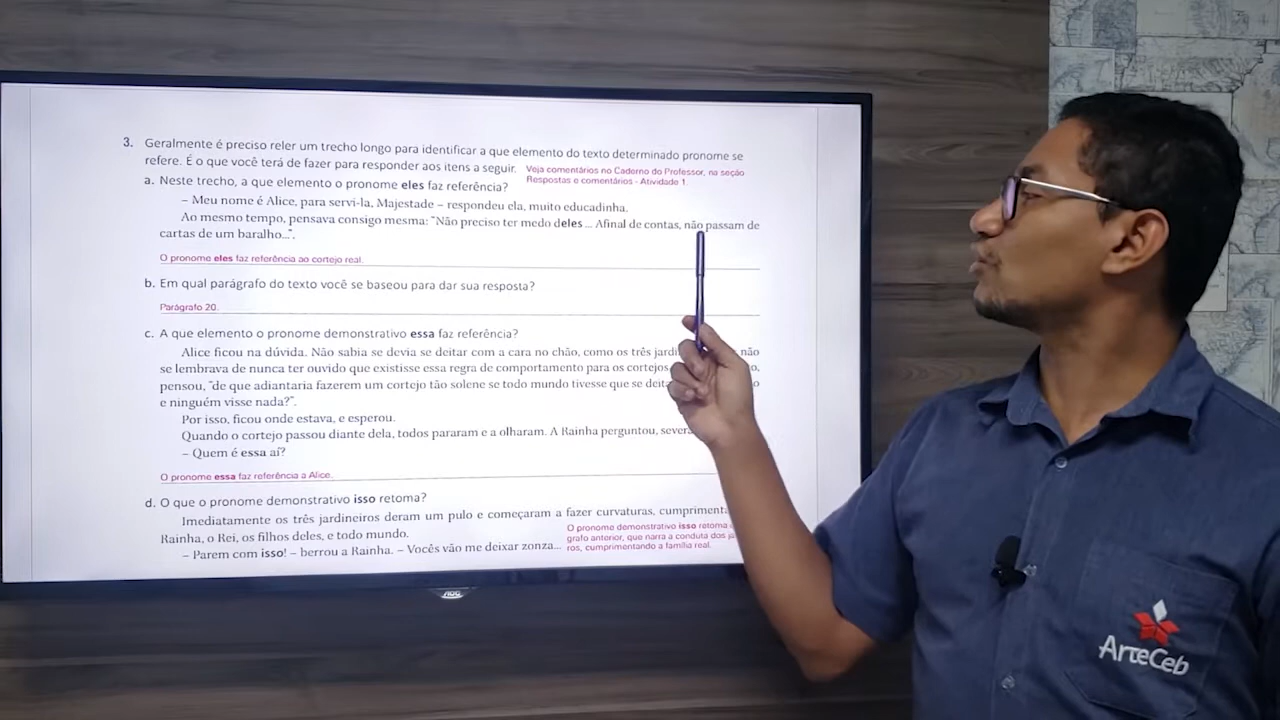 3. Geralmente é preciso reler um trecho longo para identificar a que elemento do texto determinado pronome se
refere. É o que você terá de fazer para responder aos itens a seguir.
Veja comentários no Caderno do Professor, na seção
Respostas e comentários - Atividade 1.
a. Neste trecho, a que elemento o pronome eles faz referência?
– Meu nome é Alice, para servi-la, Majestade – respondeu ela, muito educadinha.
Ao mesmo tempo, pensava consigo mesma: "Não preciso ter medo deles ... Afinal de contas, não passam de
cartas de um baralho...".
O pronome eles faz referência ao cortejo real.
b. Em qual parágrafo do texto você se baseou para dar sua resposta?
Parágrafo 20.
c. A que elemento o pronome demonstrativo essa faz referência?
Alice ficou na dúvida. Não sabia se devia se deitar com a cara no chão, como os três não
se lembrava de nunca ter ouvido que existisse essa regra de comportamento para os cortejos
pensou, "de que adiantaria fazerem um cortejo tão solene se todo mundo tivesse que se
e ninguém visse nada?".
Por isso, ficou onde estava, e esperou.
Quando o cortejo passou diante dela, todos pararam e a olharam. A Rainha perguntou,
– Quem é essa aí?
O pronome essa faz referência a Alice.
d. O que o pronome demonstrativo isso retoma?
Imediatamente os três jardineiros deram um pulo e começaram a fazer curvaturas,
Rainha, o Rei, os filhos deles, e todo mundo.
– Parem com isso! – berrou a Rainha. – Vocês vão me deixar zonza...
O pronome demonstrativo isso retoma
grafo anterior, que narra a conduta dos
ros, cumprimentando a família real.
AOC
ArteCeb